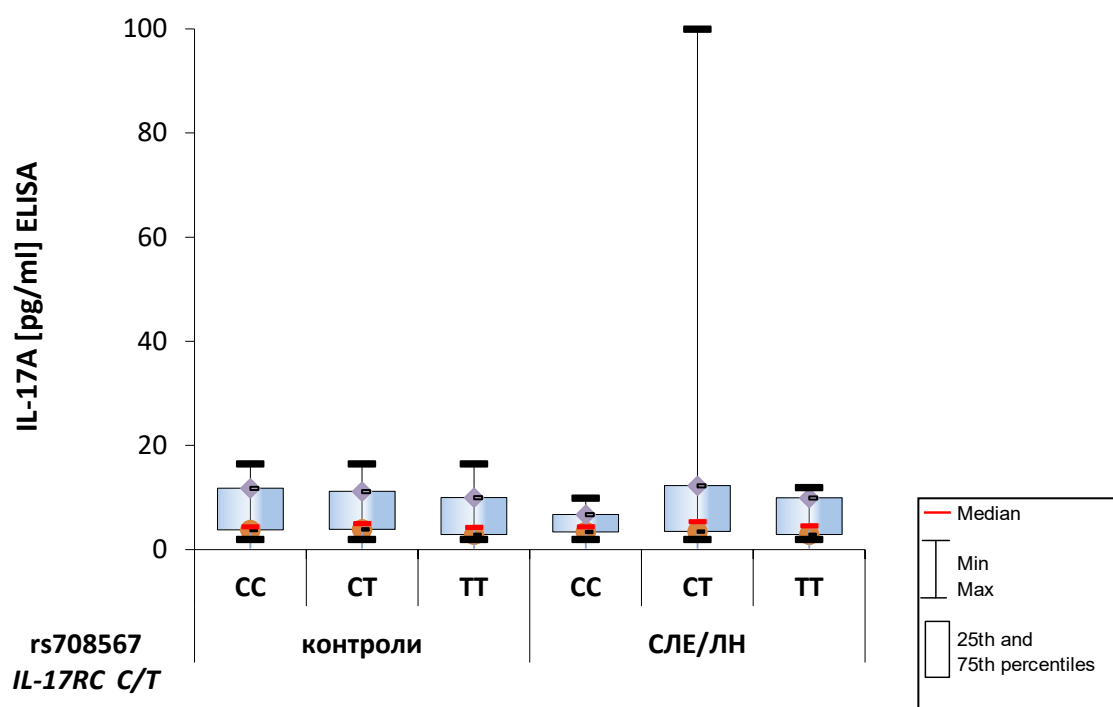 100
80
60
40
20
0
IL-17A [pg/ml] ELISA
CC CT TT CC CT TT
rs708567 контроли СЛЕ/ЛН
IL-17RC C/T
Median
Min
Max
25th and
75th percentiles